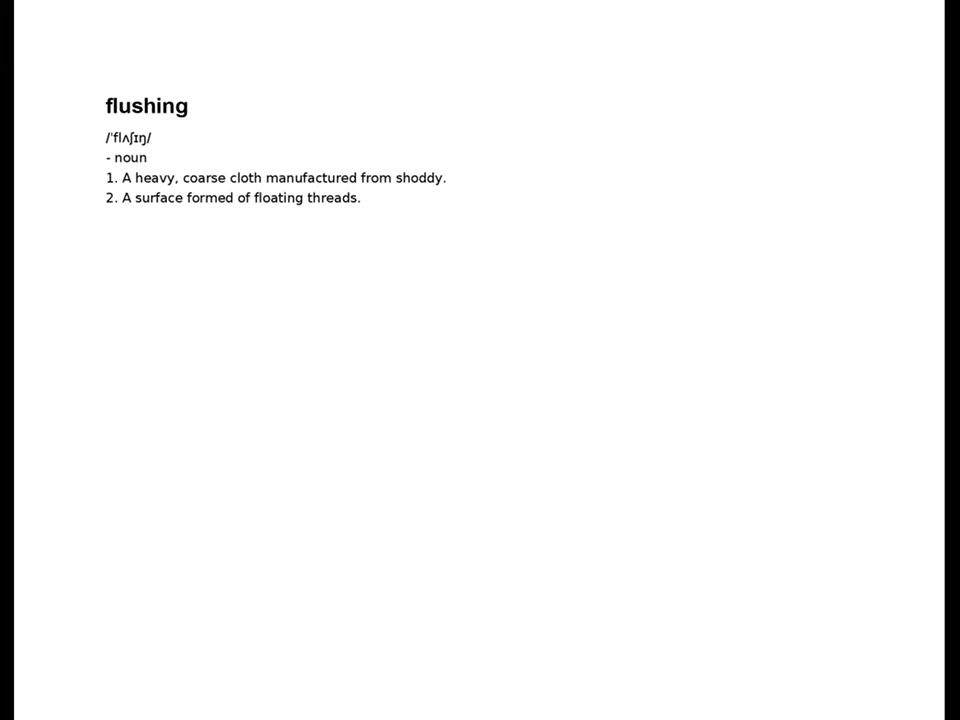 flushing
/ˈflʌʃɪŋ/
- noun
1. A heavy, coarse cloth manufactured from shoddy.
2. A surface formed of floating threads.